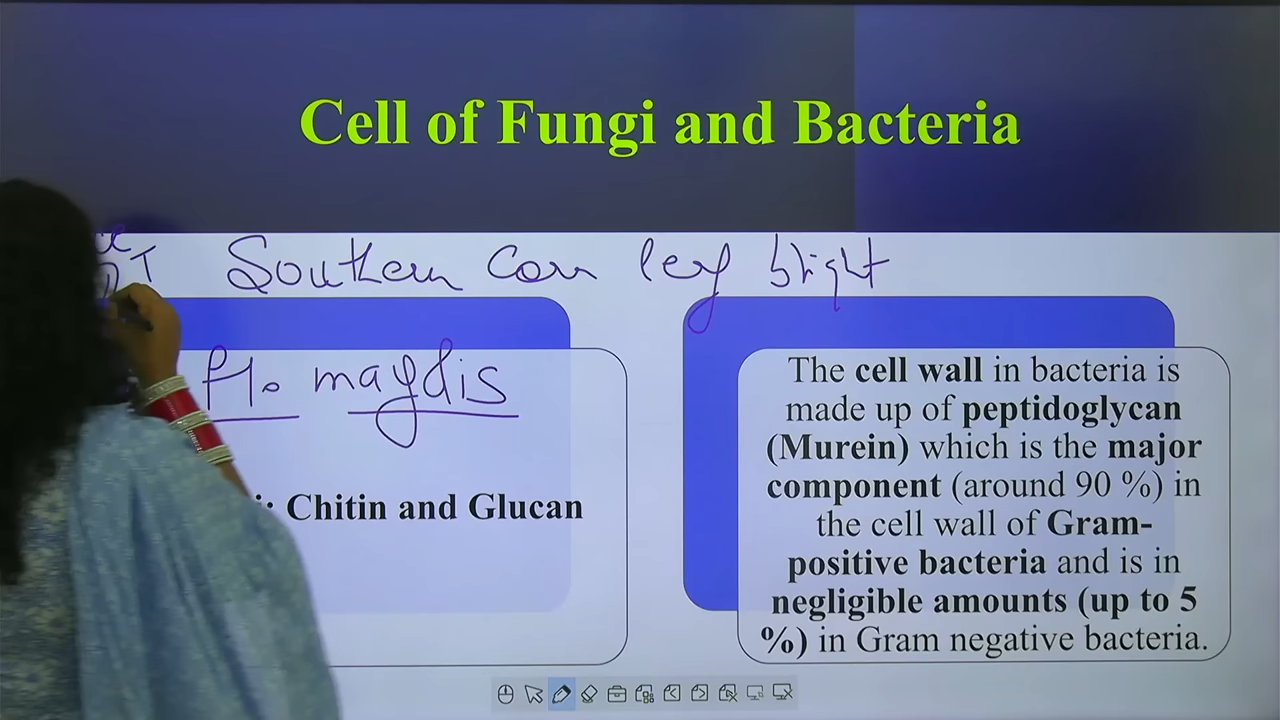 Cell of Fungi and Bacteria
T Southern Corn leaf blight
H. maydis
: Chitin and Glucan
The cell wall in bacteria is
made up of peptidoglycan
(Murein) which is the major
component (around 90 %) in
the cell wall of Gram-
positive bacteria and is in
negligible amounts (up to 5
%) in Gram negative bacteria.